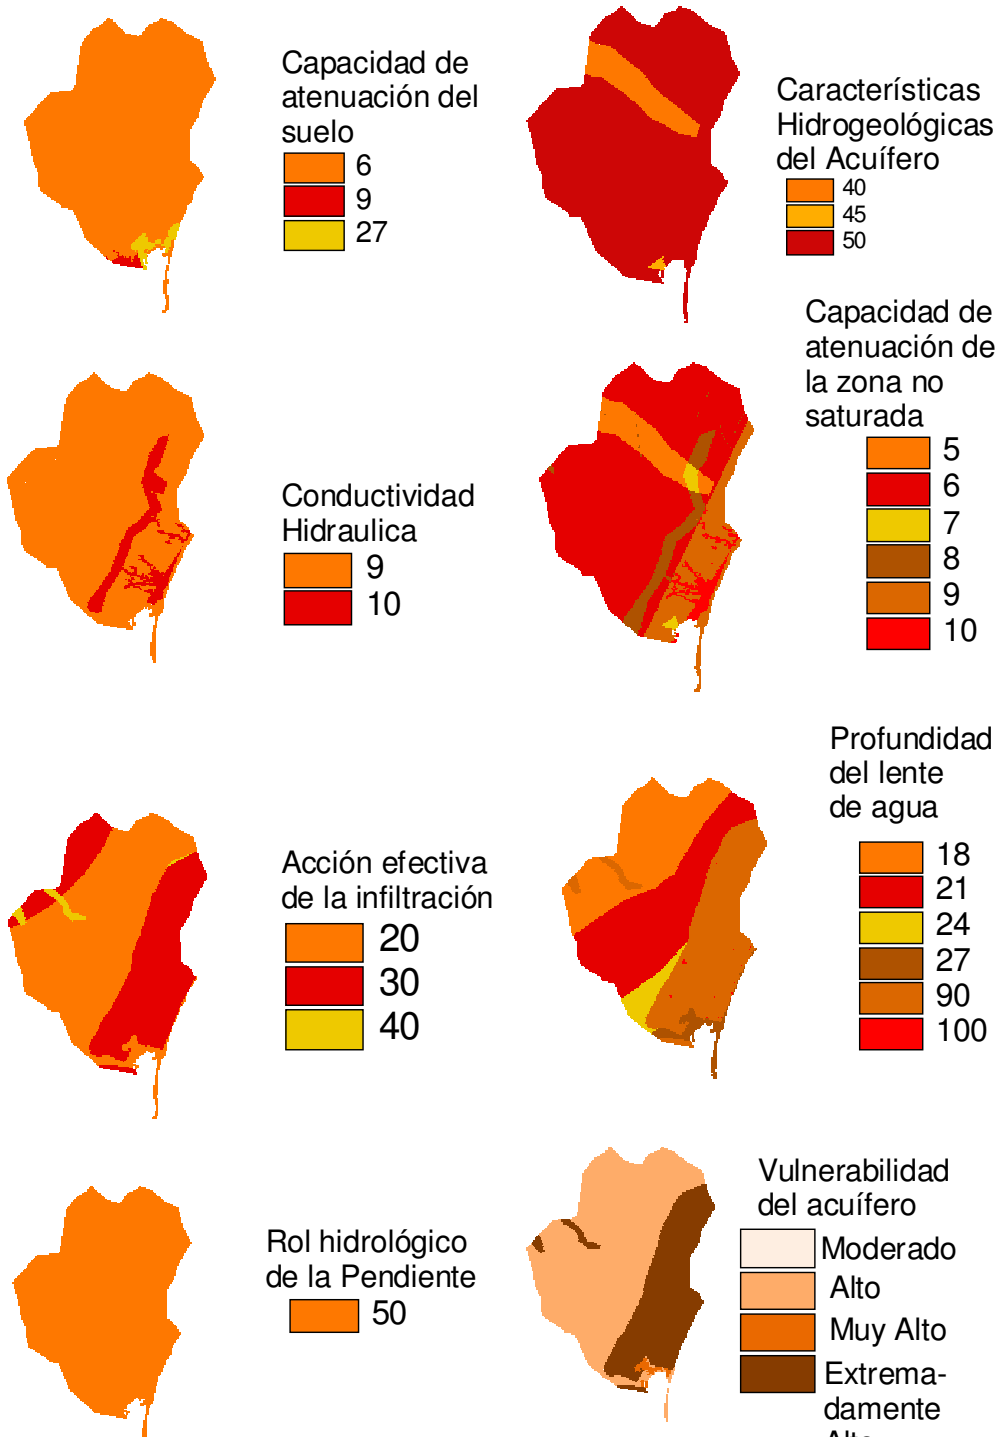 Capacidad de
atenuación del
suelo
6
9
27
Características
Hidrogeológicas
del Acuífero
40
45
50
Conductividad
Hidraulica
9
10
Capacidad de
atenuación de
la zona no
saturada
5
6
7
8
9
10
Acción efectiva
de la infiltración
20
30
40
Profundidad
del lente
de agua
18
21
24
27
90
100
Rol hidrológico
de la Pendiente
50
Vulnerabilidad
del acuífero
Moderado
Alto
Muy Alto
Extrema-
damente
Alto